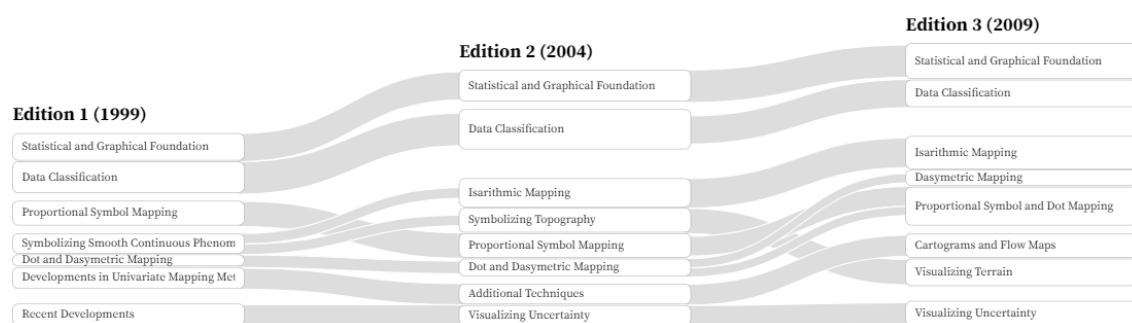 Edition 1 (1999)
Statistical and Graphical Foundation
Data Classification
Proportional Symbol Mapping
Symbolizing Smooth Continuous Phenom
Dot and Dasymetric Mapping
Developments in Univariate Mapping Met
Recent Developments
Edition 2 (2004)
Statistical and Graphical Foundation
Data Classification
Isarithmic Mapping
Symbolizing Topography
Proportional Symbol Mapping
Dot and Dasymetric Mapping
Additional Techniques
Visualizing Uncertainty
Edition 3 (2009)
Statistical and Graphical Foundation
Data Classification
Isarithmic Mapping
Dasymetric Mapping
Proportional Symbol and Dot Mapping
Cartograms and Flow Maps
Visualizing Terrain
Visualizing Uncertainty